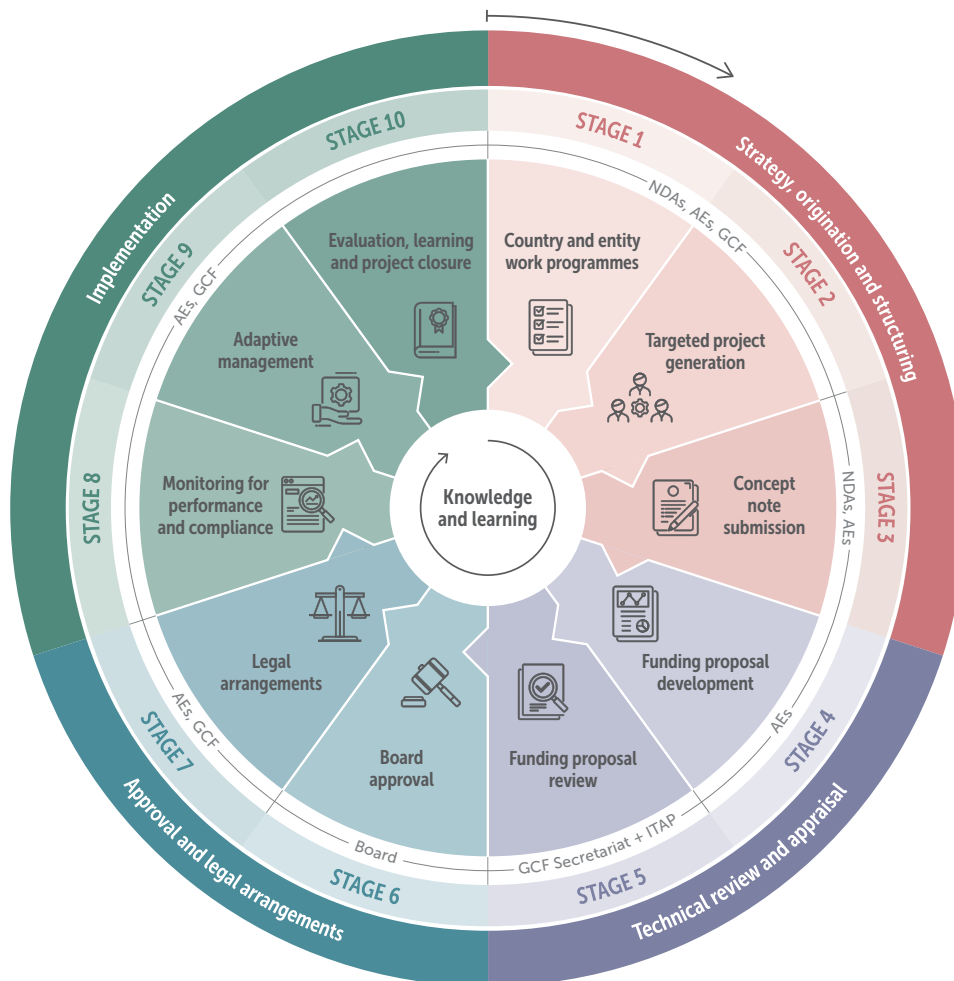 STAGE 1
STAGE 2
STAGE 3
STAGE 4
STAGE 5
STAGE 6
STAGE 7
STAGE 8
STAGE 9
STAGE 10
Strategy, origination and structuring
Technical review and appraisal
Approval and legal arrangements
Implementation
NDAs, AEs, GCF
NDAs, AEs
AEs
GCF Secretariat + ITAP
Board
AEs, GCF
AEs, GCF
Country and entity
work programmes
Targeted project
generation
Concept
note
submission
Funding proposal
development
Funding proposal
review
Board
approval
Legal
arrangements
Monitoring for
performance
and compliance
Adaptive
management
Evaluation, learning
and project closure
Knowledge
and learning